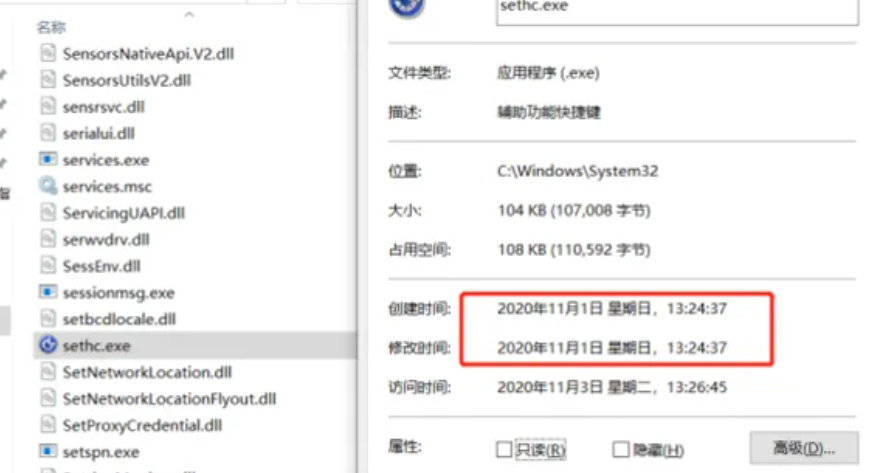 名称
SensorsNativeApi.V2.dll
SensorsUtilsV2.dll
sensrsvc.dll
serialui.dll
services.exe
services.msc
ServicingUAPI.dll
serwvdrv.dll
SessEnv.dll
sessionmsg.exe
setbcdlocale.dll
sethc.exe
SetNetworkLocation.dll
SetNetworkLocationFlyout.dll
SetProxyCredential.dll
setspn.exe
sethc.exe
文件类型: 应用程序 (.exe)
描述: 辅助功能快捷键
位置: C:\Windows\System32
大小: 104 KB (107,008 字节)
占用空间: 108 KB (110,592 字节)
创建时间: 2020年11月1日 星期日，13:24:37
修改时间: 2020年11月1日 星期日，13:24:37
访问时间: 2020年11月3日 星期二，13:26:45
属性: 只读(R) 隐藏(H) 高级(D)...